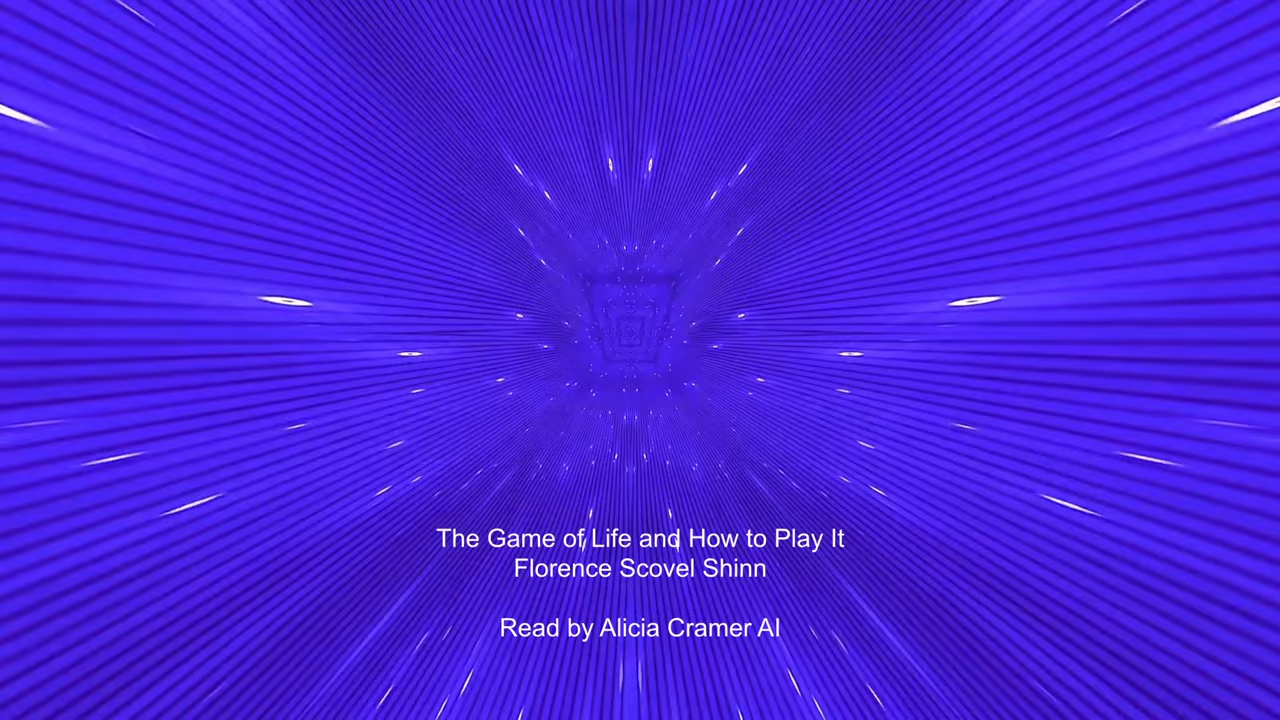 The Game of Life and How to Play It
Florence Scovel Shinn
Read by Alicia Cramer AI